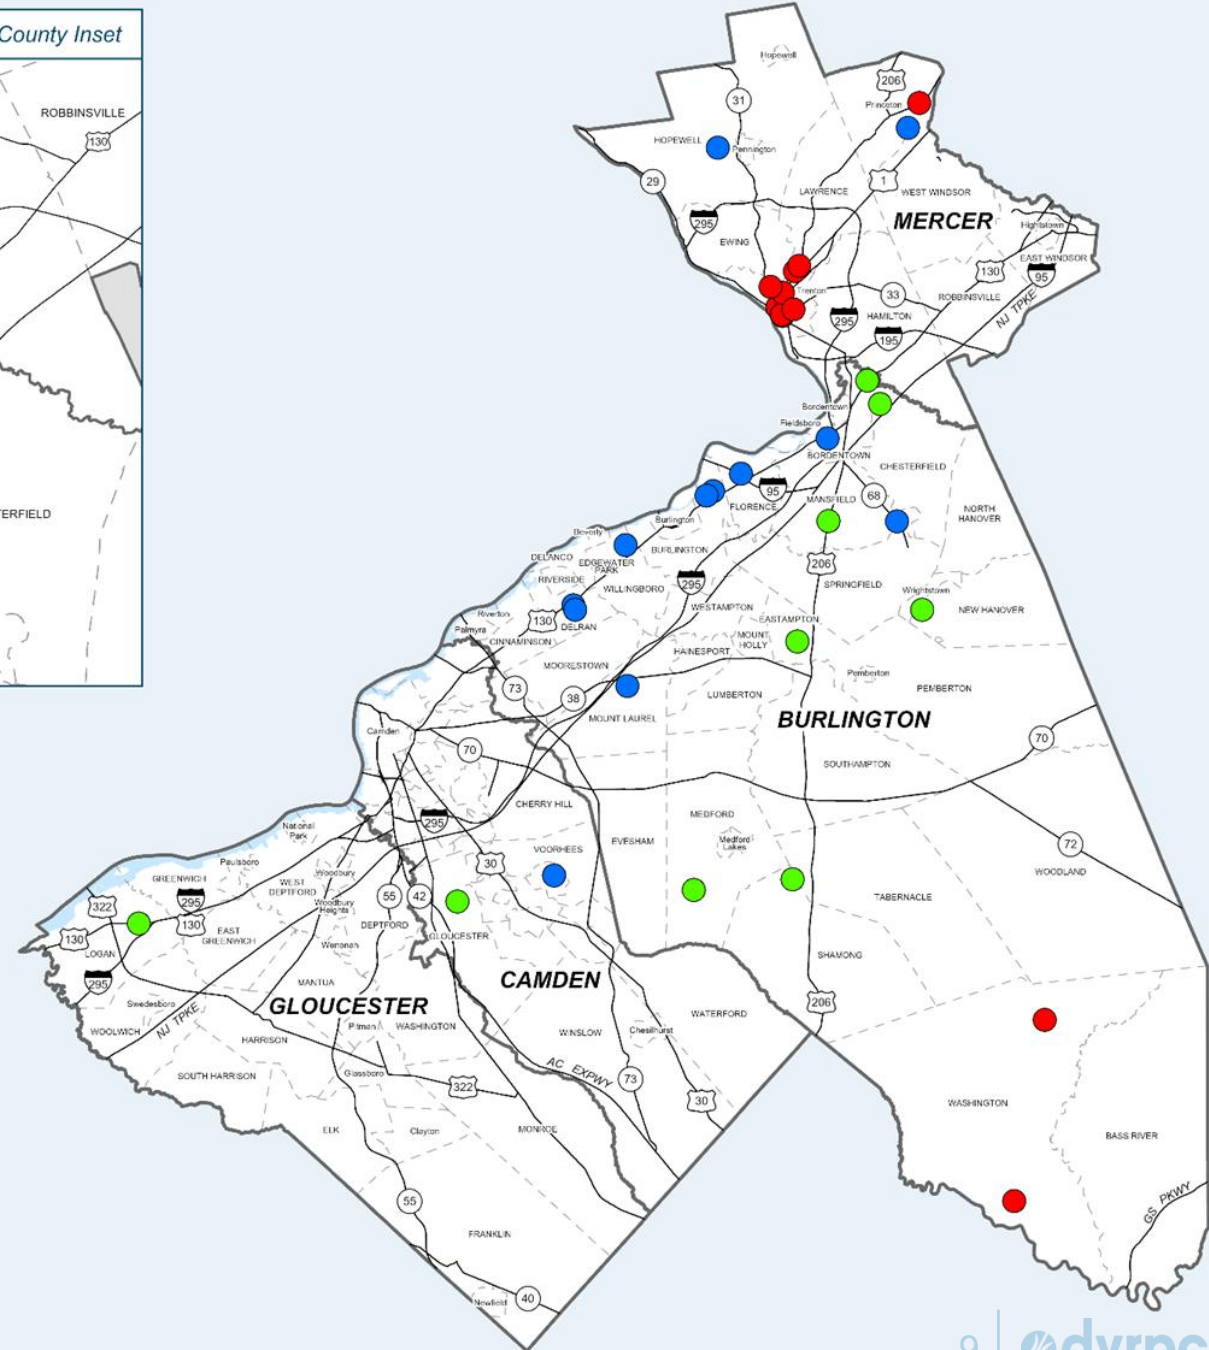 County Inset
ROBBINSVILLE
130
Hopewell
206
31
Princeton
HOPEWELL
Pennington
29
1
LAWRENCE
WEST WINDSOR
MERCER
295
Hightstown
EWING
EAST WINDSOR
130
95
Trenton
33
ROBBINSVILLE
NJ TPKE
295
HAMILTON
195
Bordentown
Fieldsboro
BORDENTOWN
CHESTERFIELD
95
68
MANSFIELD
FLORENCE
NORTH
HANOVER
Burlington
Beverly
BURLINGTON
DELANCO
EDGEWATER
PARK
206
RIVERSIDE
295
WILLINGBORO
SPRINGFIELD
Wrightstown
WESTAMPTON
NEW HANOVER
Riverton
130
EASTAMPTON
DELRAN
Palmyra
CINNAMINSON
MOUNT
HOLLY
HAINESPORT
MOORESTOWN
Pemberton
73
38
LUMBERTON
PEMBERTON
MOUNT LAUREL
BURLINGTON
Camden
70
70
SOUTHAMPTON
CHERRY HILL
295
MEDFORD
National
Park
EVESHAM
Medford
Lakes
72
VOORHEES
Paulsboro
30
WOODLAND
GREENWICH
Woodbury
WEST
DEPTFORD
295
55
42
TABERNACLE
322
Woodbury
Heights
130
DEPTFORD
EAST
GREENWICH
GLOUCESTER
130
Wenonah
LOGAN
SHAMONG
295
MANTUA
CAMDEN
Swedesboro
GLOUCESTER
206
NJ TPKE
WATERFORD
WOOLWICH
Pitman
WASHINGTON
WINSLOW
Chesilhurst
HARRISON
AC EXPWY
SOUTH HARRISON
Glassboro
322
73
30
WASHINGTON
ELK
Clayton
MONROE
BASS RIVER
55
GS PKWY
FRANKLIN
Newfield
40
dvrpc